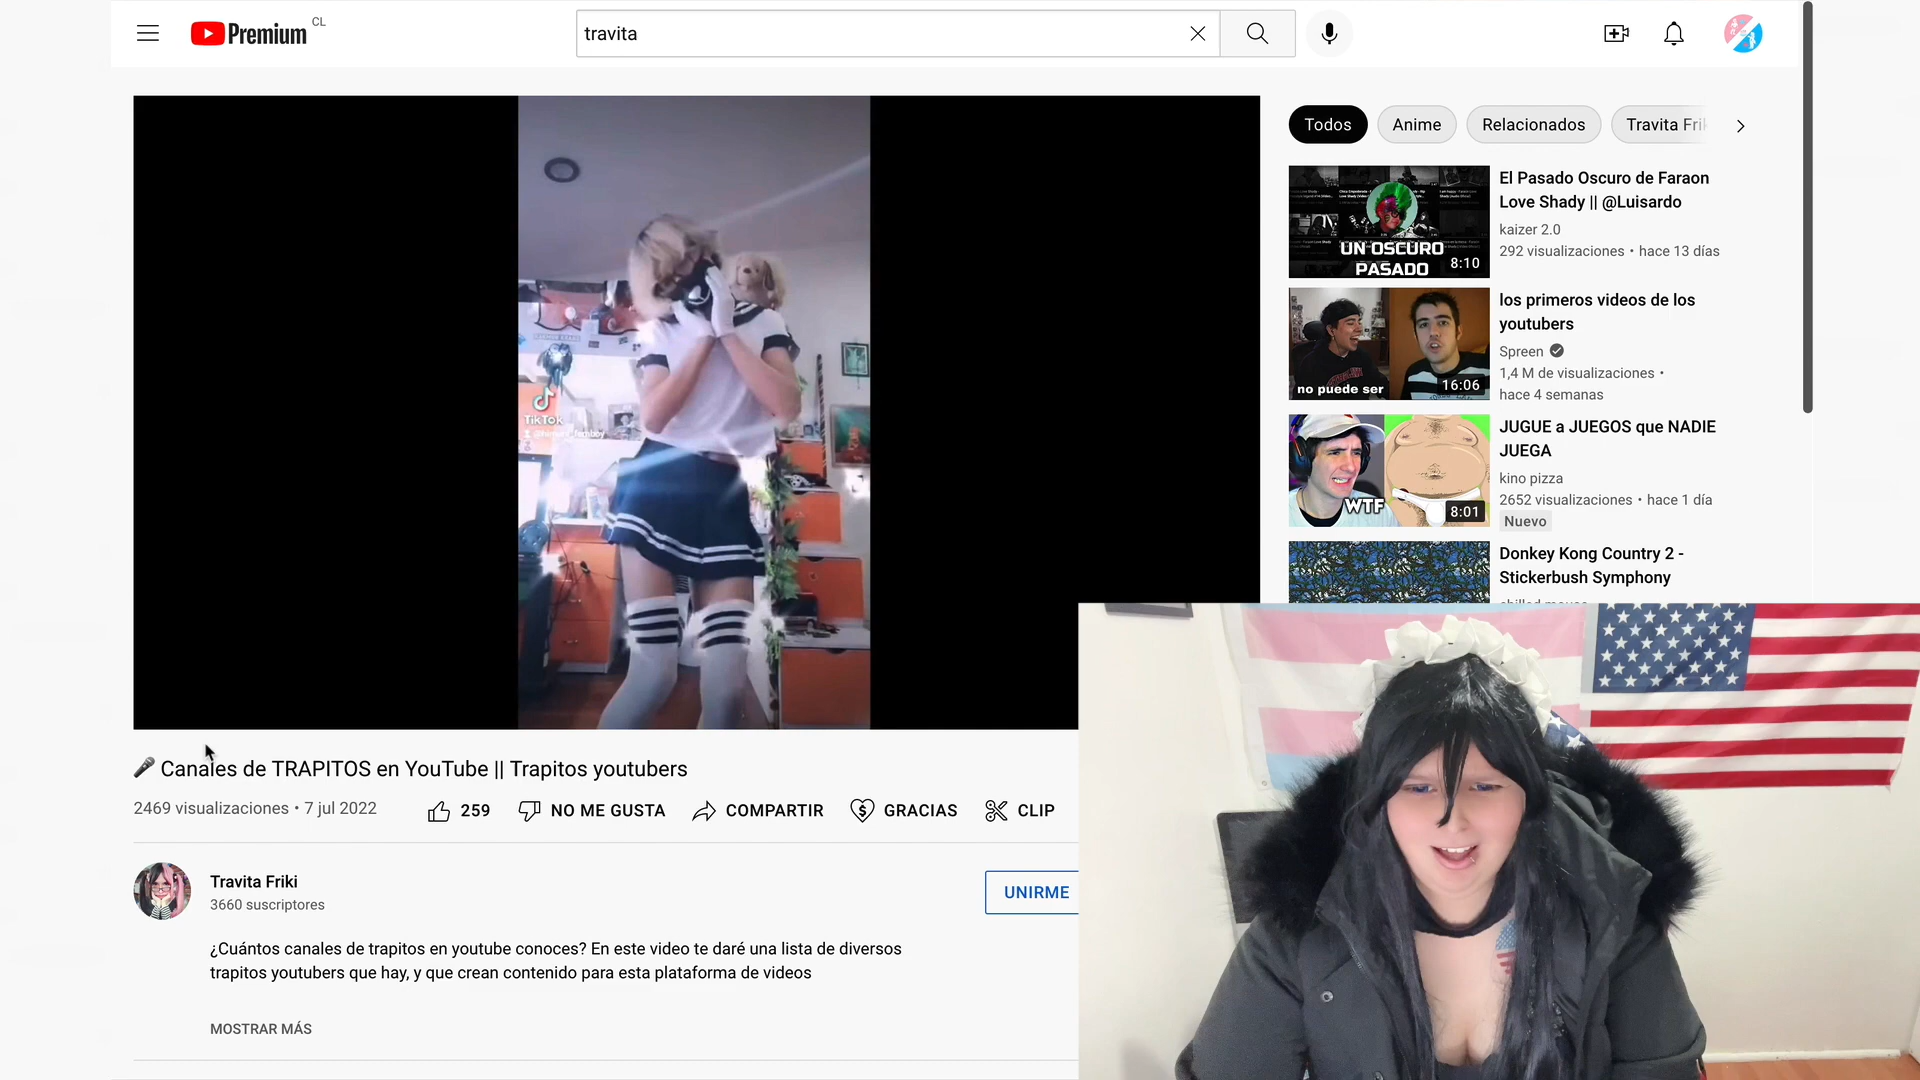 Premium CL
travita
Todos
Anime
Relacionados
Travita Fri
TikTok
El Pasado Oscuro de Faraon
Love Shady || @Luisardo
kaizer 2.0
292 visualizaciones • hace 13 días
UN OSCURO
PASADO
8:10
los primeros videos de los
youtubers
Spreen
1,4 M de visualizaciones •
hace 4 semanas
no puede ser
16:06
JUGUE a JUEGOS que NADIE
JUEGA
kino pizza
2652 visualizaciones • hace 1 día
Nuevo
WTF
8:01
Donkey Kong Country 2 -
Stickerbush Symphony
Canales de TRAPITOS en YouTube || Trapitos youtubers
2469 visualizaciones • 7 jul 2022
259
NO ME GUSTA
COMPARTIR
GRACIAS
CLIP
Travita Friki
3660 suscriptores
UNIRME
¿Cuántos canales de trapitos en youtube conoces? En este video te daré una lista de diversos
trapitos youtubers que hay, y que crean contenido para esta plataforma de videos
MOSTRAR MÁS